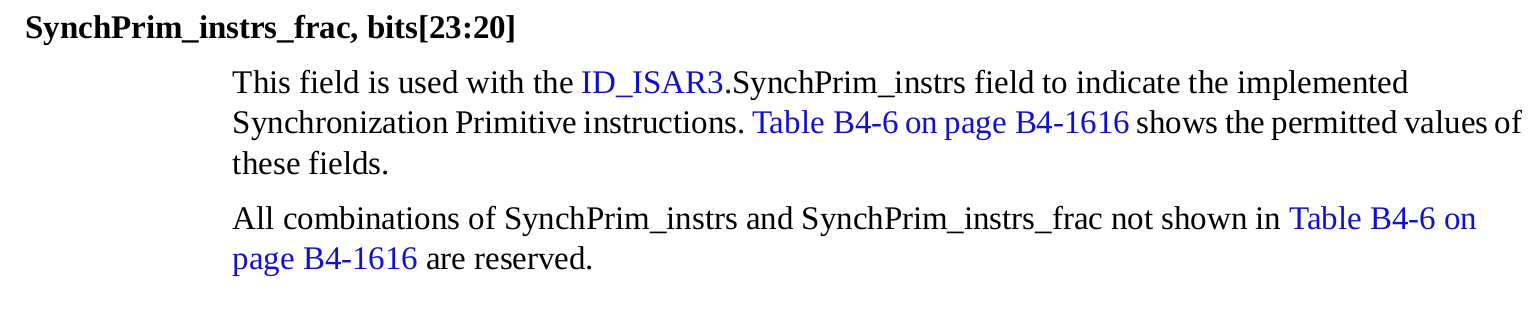 SynchPrim_instrs_frac, bits[23:20]
This field is used with the ID_ISAR3.SynchPrim_instrs field to indicate the implemented
Synchronization Primitive instructions. Table B4-6 on page B4-1616 shows the permitted values of
these fields.
All combinations of SynchPrim_instrs and SynchPrim_instrs_frac not shown in Table B4-6 on
page B4-1616 are reserved.